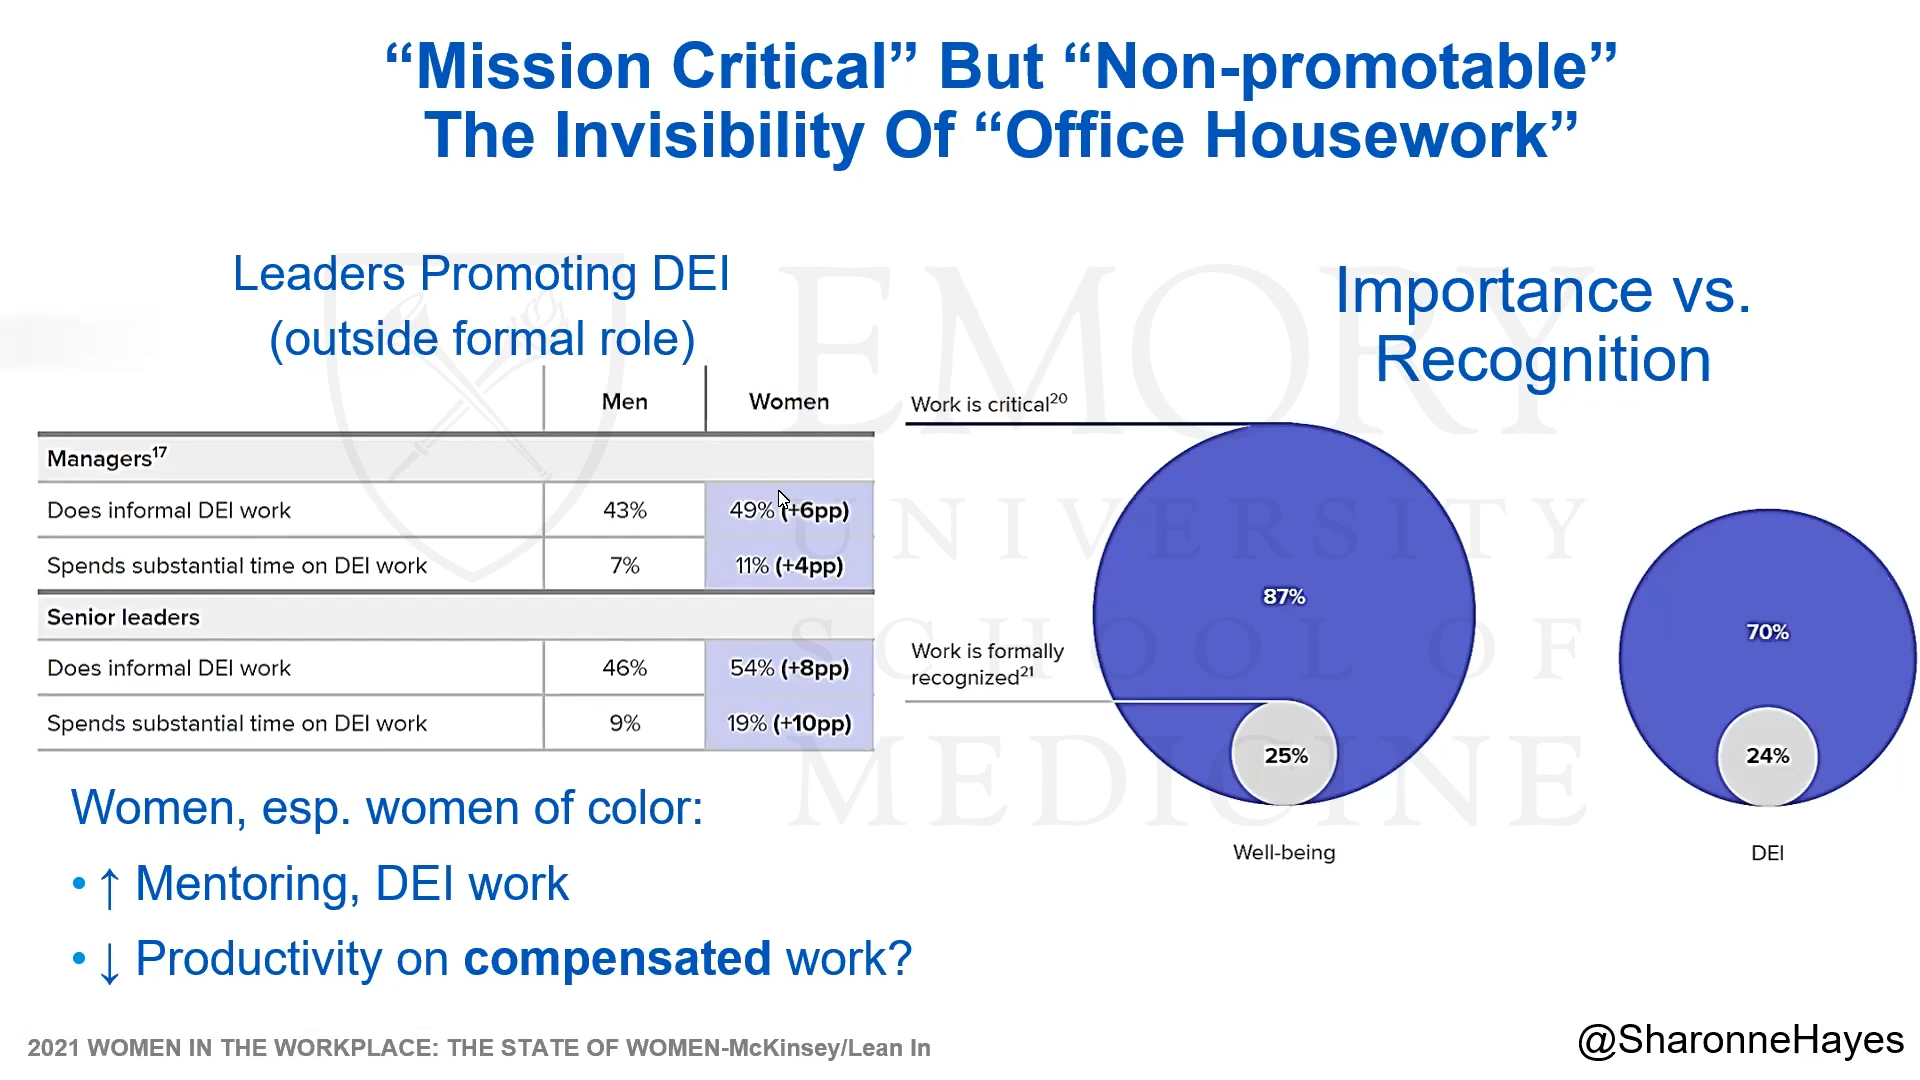 “Mission Critical” But “Non-promotable”
The Invisibility Of “Office Housework”
Leaders Promoting DEI
(outside formal role)
Men Women
Managers17
Does informal DEI work 43% 49% (+6pp)
Spends substantial time on DEI work 7% 11% (+4pp)
Senior leaders
Does informal DEI work 46% 54% (+8pp)
Spends substantial time on DEI work 9% 19% (+10pp)
Women, esp. women of color:
• ↑ Mentoring, DEI work
• ↓ Productivity on compensated work?
Importance vs.
Recognition
Work is critical20
87%
70%
Work is formally
recognized21
25%
24%
Well-being
DEI
EMORY
UNIVERSITY
SCHOOL OF
MEDICINE
2021 WOMEN IN THE WORKPLACE: THE STATE OF WOMEN-McKinsey/Lean In
@SharonneHayes